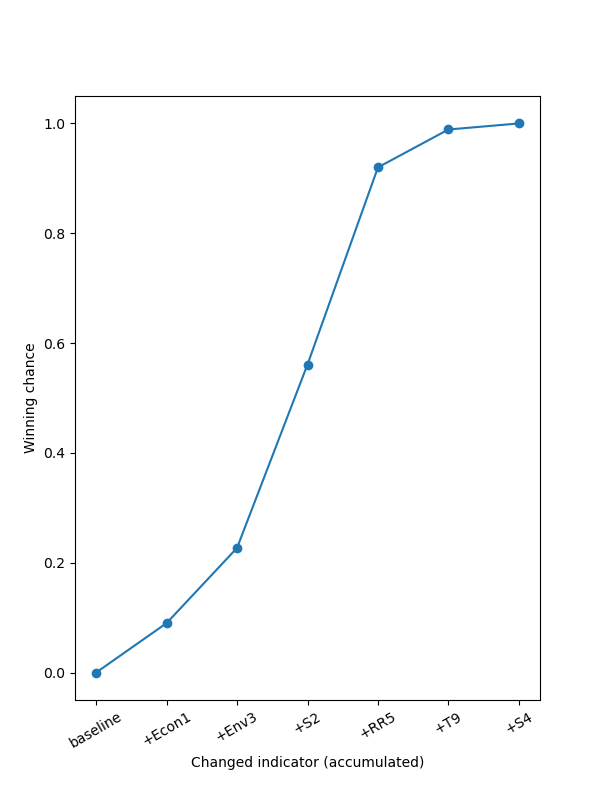 1.0
0.8
0.6
0.4
0.2
0.0
Winning chance
baseline
+Econ1
+Env3
+S2
+RR5
+T9
+S4
Changed indicator (accumulated)